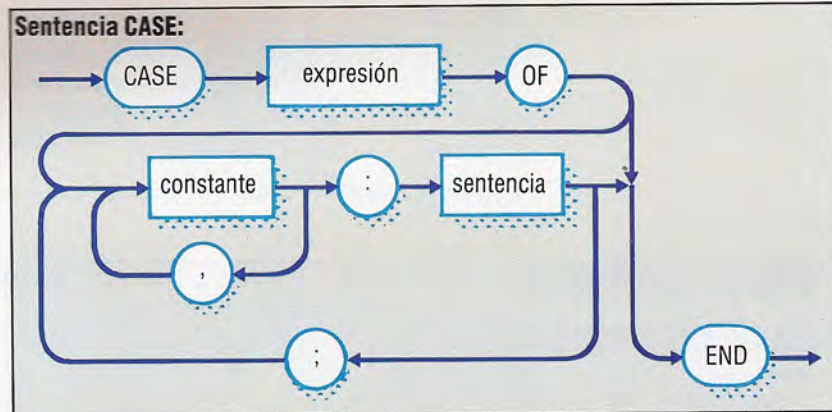 Sentencia CASE:
CASE expresión OF
constante : sentencia
,
;
END